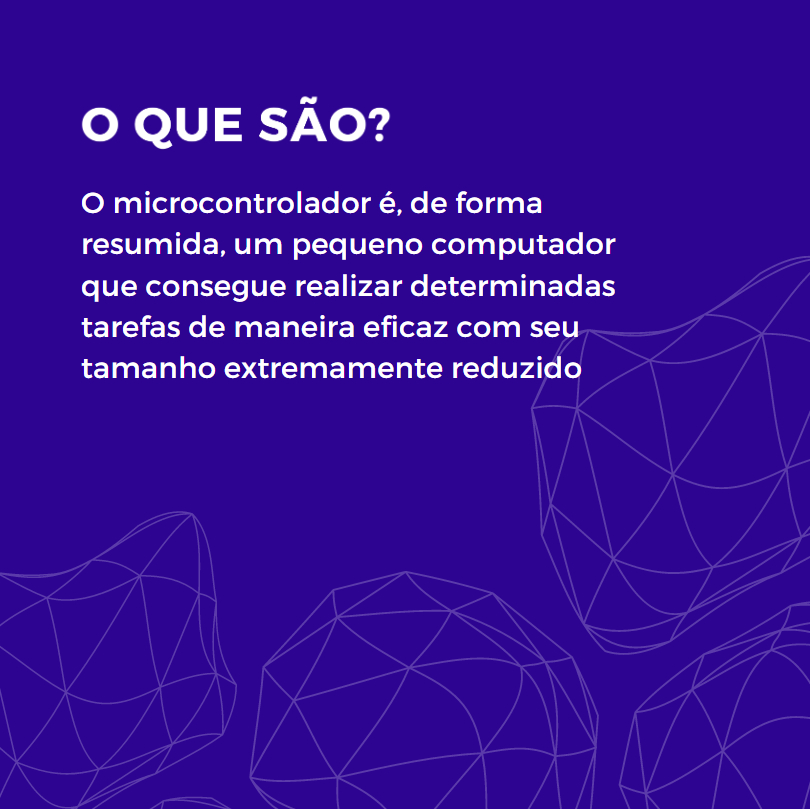 O QUE SÃO?
O microcontrolador é, de forma
resumida, um pequeno computador
que consegue realizar determinadas
tarefas de maneira eficaz com seu
tamanho extremamente reduzido